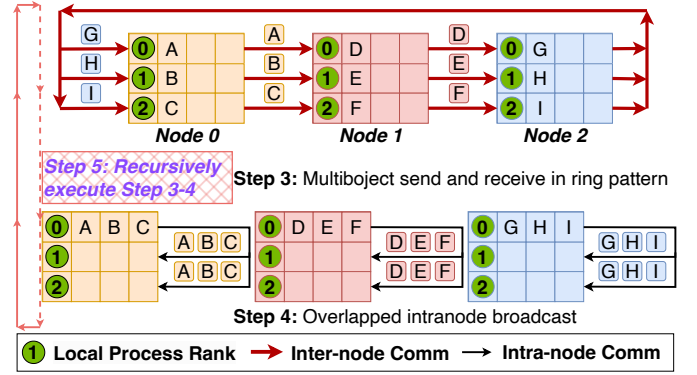 G A D
0 A 0 D 0 G
H B E
1 B 1 E 1 H
I C F
2 C 2 F 2 I
Node 0 Node 1 Node 2
Step 5: Recursively
execute Step 3-4
Step 3: Multiboject send and receive in ring pattern
0 A B C 0 D E F 0 G H I
A B C D E F G H I
1 1 1
A B C D E F G H I
2 2 2
Step 4: Overlapped intranode broadcast
1 Local Process Rank Inter-node Comm Intra-node Comm